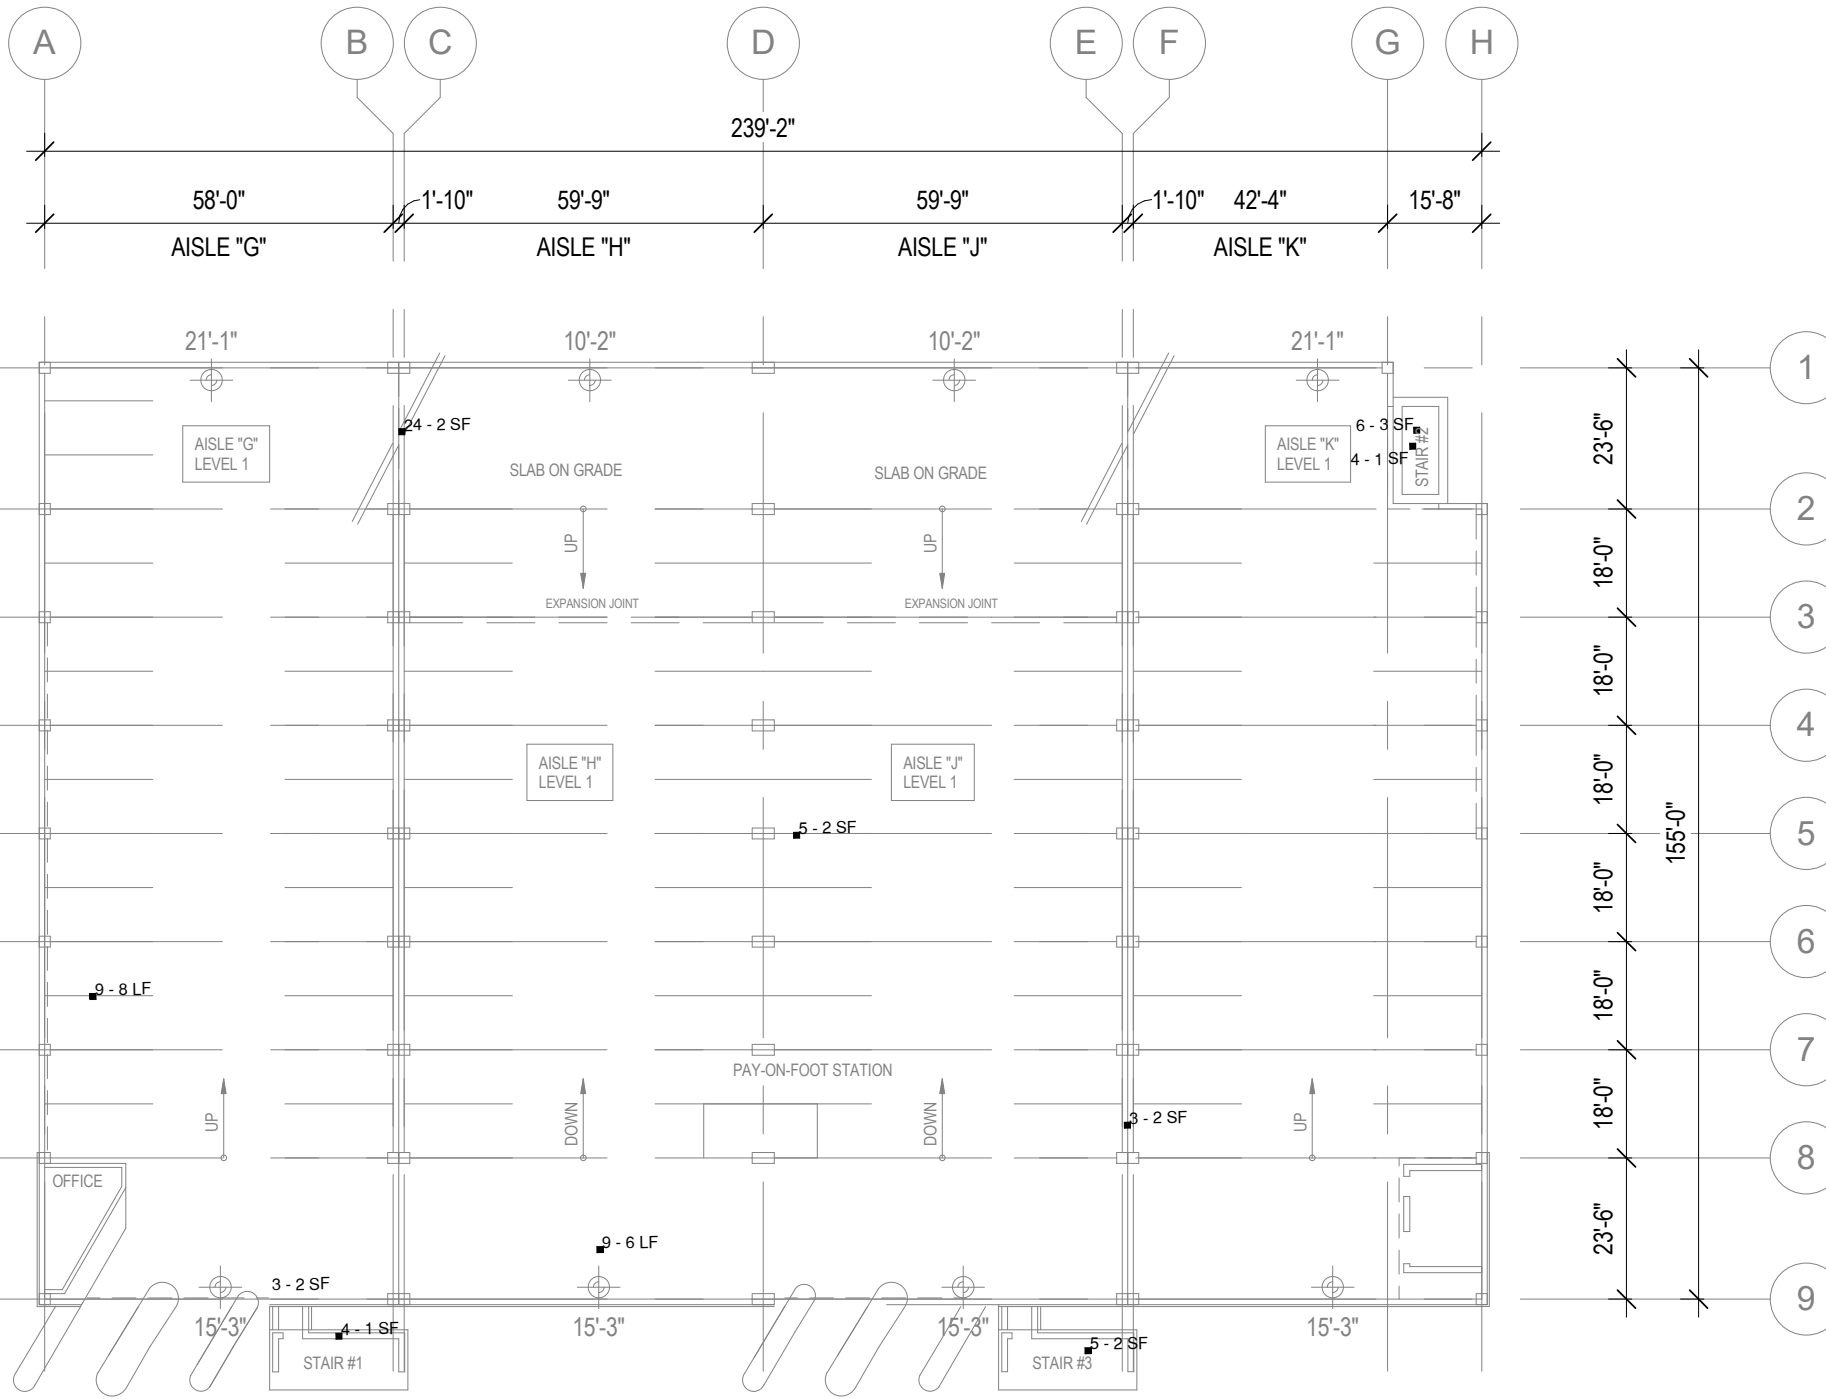 A
B
C
D
E
F
G
H
239'-2"
58'-0"
1'-10"
59'-9"
59'-9"
1'-10"
42'-4"
15'-8"
AISLE "G"
AISLE "H"
AISLE "J"
AISLE "K"
21'-1"
10'-2"
10'-2"
21'-1"
1
24 - 2 SF
6 - 3 SF
23'-6"
AISLE "G"
LEVEL 1
SLAB ON GRADE
SLAB ON GRADE
AISLE "K"
LEVEL 1
4 - 1 SF
STAIR #2
2
UP
UP
18'-0"
EXPANSION JOINT
EXPANSION JOINT
3
18'-0"
4
AISLE "H"
LEVEL 1
AISLE "J"
LEVEL 1
18'-0"
5 - 2 SF
155'-0"
5
18'-0"
6
9 - 8 LF
18'-0"
7
PAY-ON-FOOT STATION
UP
DOWN
DOWN
3 - 2 SF
UP
18'-0"
8
OFFICE
23'-6"
9 - 6 LF
3 - 2 SF
9
15'-3"
15'-3"
15'-3"
15'-3"
4 - 1 SF
5 - 2 SF
STAIR #1
STAIR #3